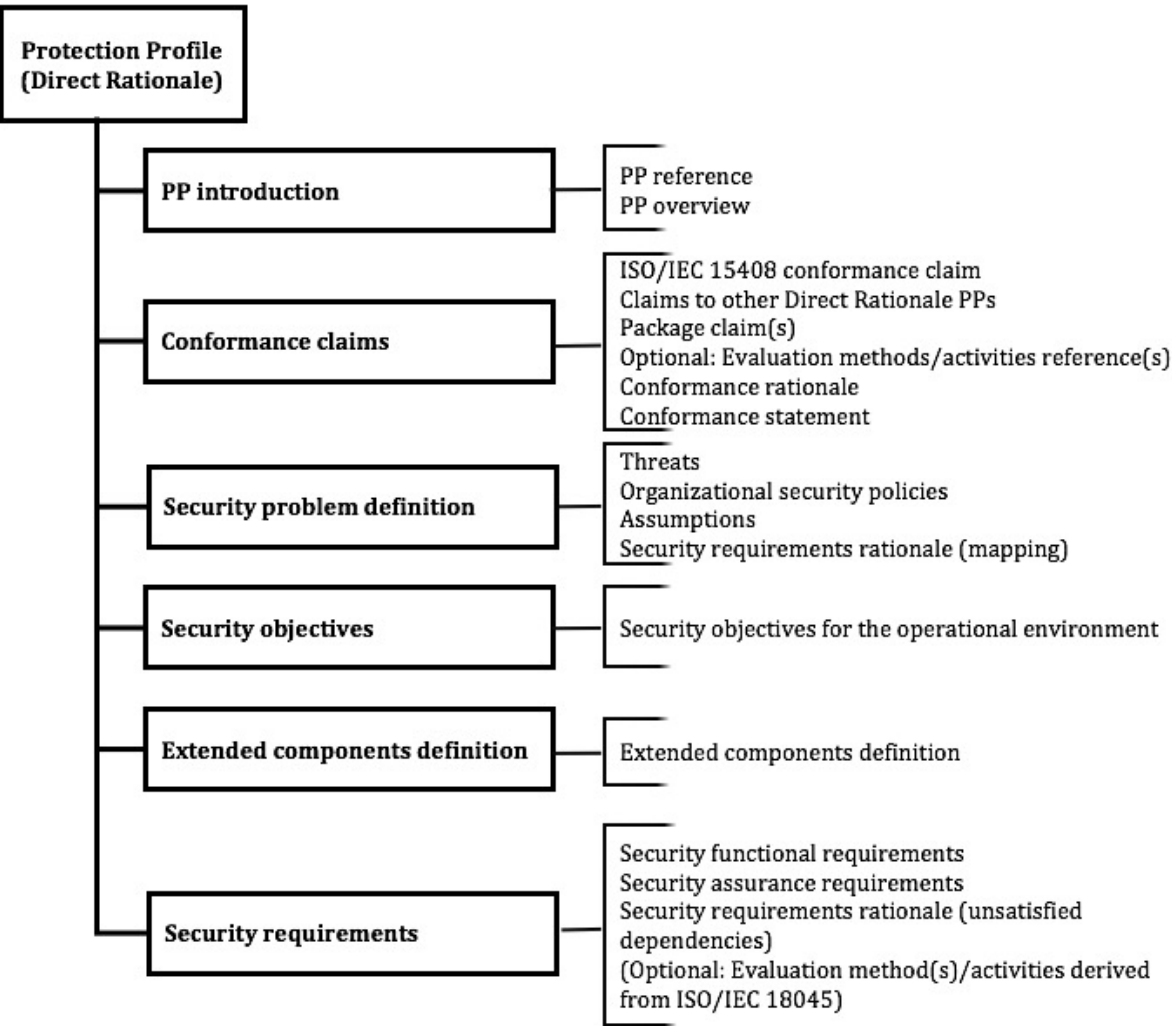 Protection Profile
(Direct Rationale)
PP introduction
PP reference
PP overview
Conformance claims
ISO/IEC 15408 conformance claim
Claims to other Direct Rationale PPs
Package claim(s)
Optional: Evaluation methods/activities reference(s)
Conformance rationale
Conformance statement
Security problem definition
Threats
Organizational security policies
Assumptions
Security requirements rationale (mapping)
Security objectives
Security objectives for the operational environment
Extended components definition
Extended components definition
Security requirements
Security functional requirements
Security assurance requirements
Security requirements rationale (unsatisfied
dependencies)
(Optional: Evaluation method(s)/activities derived
from ISO/IEC 18045)